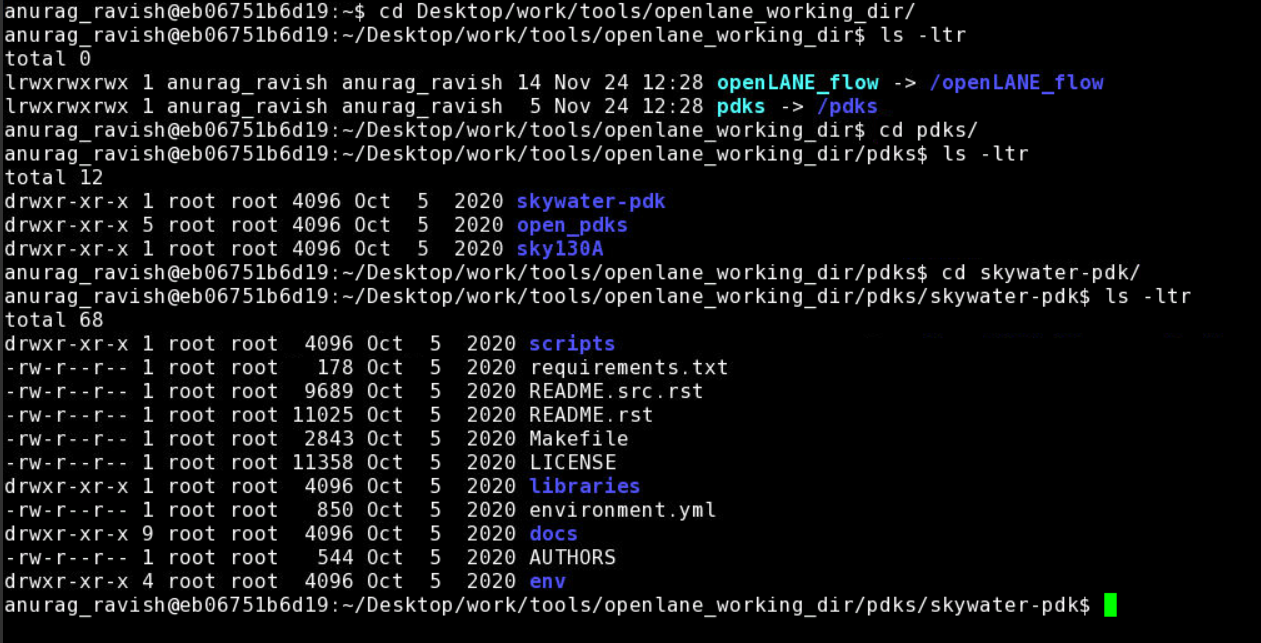 anurag_ravish@eb06751b6d19:~$ cd Desktop/work/tools/openlane_working_dir/
anurag_ravish@eb06751b6d19:~/Desktop/work/tools/openlane_working_dir$ ls -ltr
total 0
lrwxrwxrwx 1 anurag_ravish anurag_ravish 14 Nov 24 12:28 openLANE_flow -> /openLANE_flow
lrwxrwxrwx 1 anurag_ravish anurag_ravish  5 Nov 24 12:28 pdks -> /pdks
anurag_ravish@eb06751b6d19:~/Desktop/work/tools/openlane_working_dir$ cd pdks/
anurag_ravish@eb06751b6d19:~/Desktop/work/tools/openlane_working_dir/pdks$ ls -ltr
total 12
drwxr-xr-x 1 root root 4096 Oct  5  2020 skywater-pdk
drwxr-xr-x 5 root root 4096 Oct  5  2020 open_pdks
drwxr-xr-x 1 root root 4096 Oct  5  2020 sky130A
anurag_ravish@eb06751b6d19:~/Desktop/work/tools/openlane_working_dir/pdks$ cd skywater-pdk/
anurag_ravish@eb06751b6d19:~/Desktop/work/tools/openlane_working_dir/pdks/skywater-pdk$ ls -ltr
total 68
drwxr-xr-x 1 root root  4096 Oct  5  2020 scripts
-rw-r--r-- 1 root root   178 Oct  5  2020 requirements.txt
-rw-r--r-- 1 root root  9689 Oct  5  2020 README.src.rst
-rw-r--r-- 1 root root 11025 Oct  5  2020 README.rst
-rw-r--r-- 1 root root  2843 Oct  5  2020 Makefile
-rw-r--r-- 1 root root 11358 Oct  5  2020 LICENSE
drwxr-xr-x 1 root root  4096 Oct  5  2020 libraries
-rw-r--r-- 1 root root   850 Oct  5  2020 environment.yml
drwxr-xr-x 9 root root  4096 Oct  5  2020 docs
-rw-r--r-- 1 root root   544 Oct  5  2020 AUTHORS
drwxr-xr-x 4 root root  4096 Oct  5  2020 env
anurag_ravish@eb06751b6d19:~/Desktop/work/tools/openlane_working_dir/pdks/skywater-pdk$